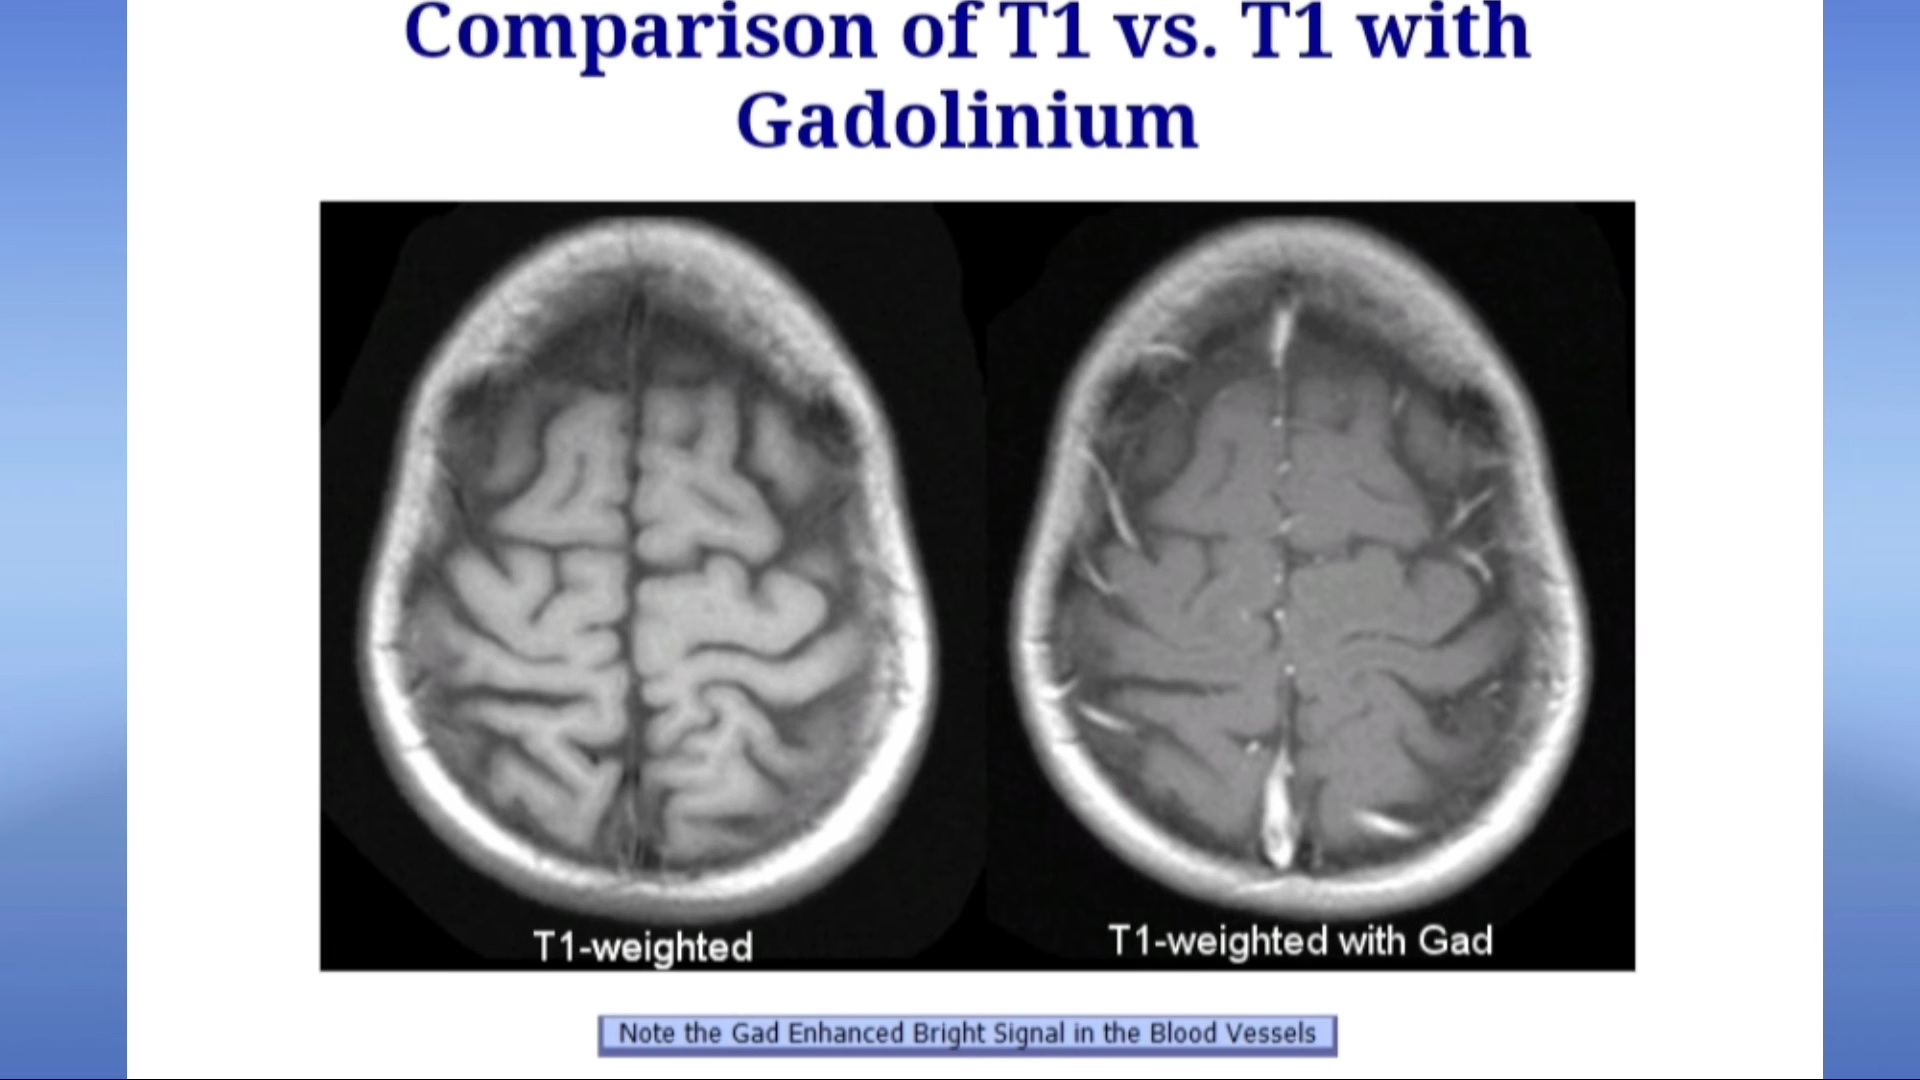 Comparison of T1 vs. T1 with
Gadolinium
T1-weighted
T1-weighted with Gad
Note the Gad Enhanced Bright Signal in the Blood Vessels